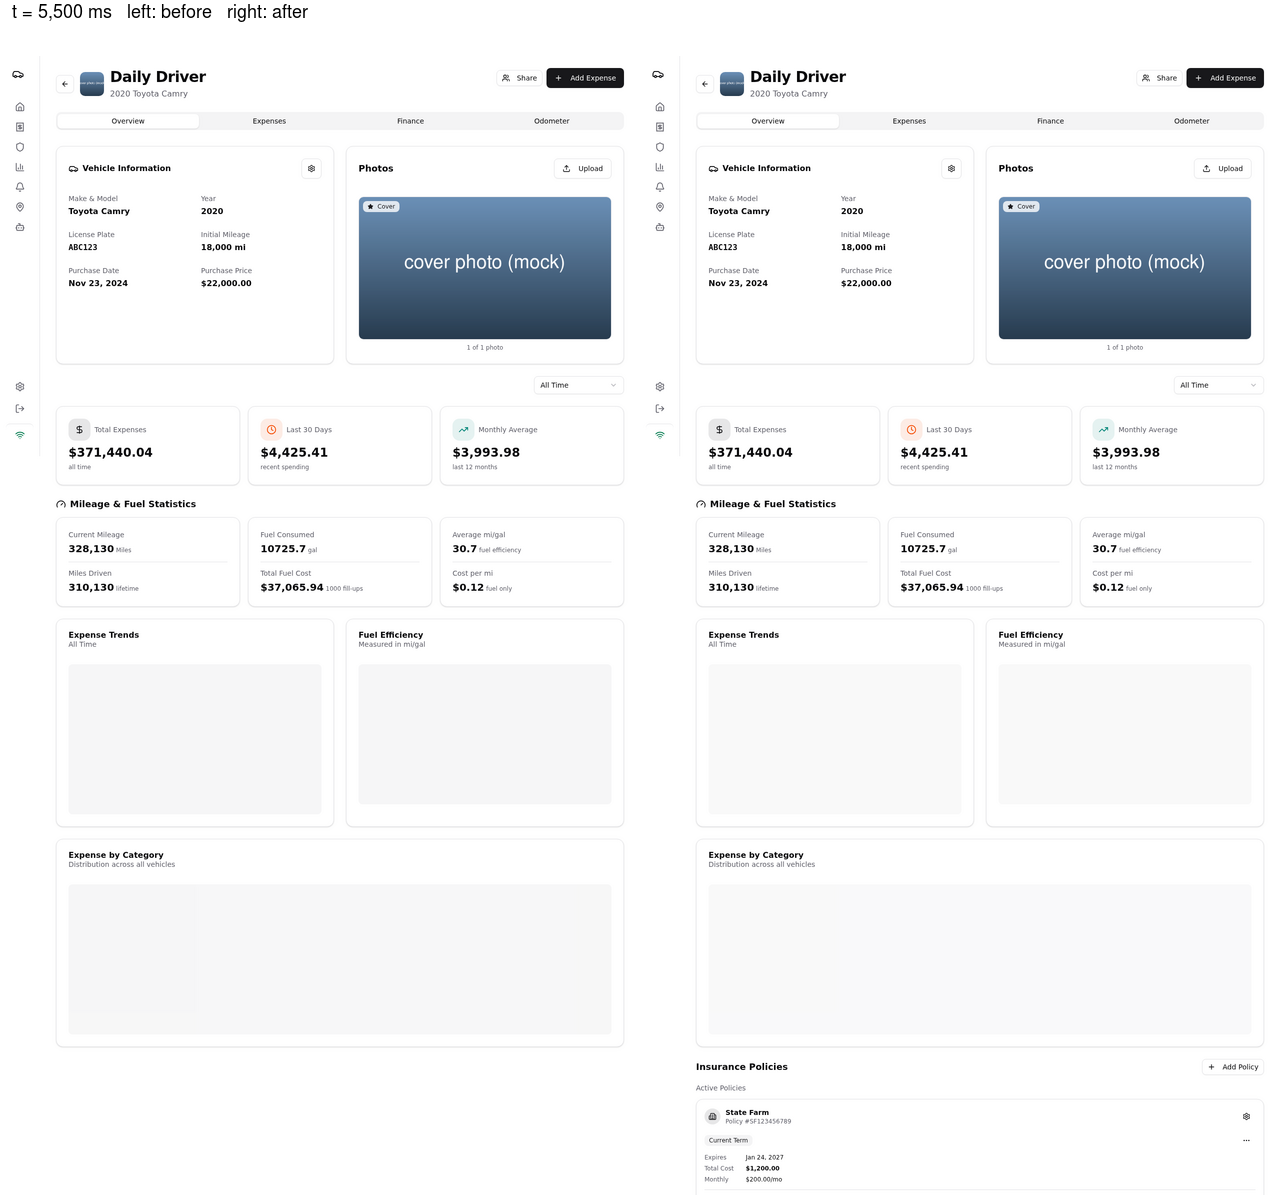 t = 5,500 ms left: before right: after
Daily Driver
2020 Toyota Camry
Share
+ Add Expense
Overview
Expenses
Finance
Odometer
Vehicle Information
Make & Model
Toyota Camry
Year
2020
License Plate
ABC123
Initial Mileage
18,000 mi
Purchase Date
Nov 23, 2024
Purchase Price
$22,000.00
Photos
Upload
Cover
cover photo (mock)
1 of 1 photo
All Time
Total Expenses
$371,440.04
all time
Last 30 Days
$4,425.41
recent spending
Monthly Average
$3,993.98
last 12 months
Mileage & Fuel Statistics
Current Mileage
328,130 Miles
Miles Driven
310,130 lifetime
Fuel Consumed
10725.7 gal
Total Fuel Cost
$37,065.94 1000 fill-ups
Average mi/gal
30.7 fuel efficiency
Cost per mi
$0.12 fuel only
Expense Trends
All Time
Fuel Efficiency
Measured in mi/gal
Expense by Category
Distribution across all vehicles
Daily Driver
2020 Toyota Camry
Share
+ Add Expense
Overview
Expenses
Finance
Odometer
Vehicle Information
Make & Model
Toyota Camry
Year
2020
License Plate
ABC123
Initial Mileage
18,000 mi
Purchase Date
Nov 23, 2024
Purchase Price
$22,000.00
Photos
Upload
Cover
cover photo (mock)
1 of 1 photo
All Time
Total Expenses
$371,440.04
all time
Last 30 Days
$4,425.41
recent spending
Monthly Average
$3,993.98
last 12 months
Mileage & Fuel Statistics
Current Mileage
328,130 Miles
Miles Driven
310,130 lifetime
Fuel Consumed
10725.7 gal
Total Fuel Cost
$37,065.94 1000 fill-ups
Average mi/gal
30.7 fuel efficiency
Cost per mi
$0.12 fuel only
Expense Trends
All Time
Fuel Efficiency
Measured in mi/gal
Expense by Category
Distribution across all vehicles
Insurance Policies
+ Add Policy
Active Policies
State Farm
Policy #SF123456789
Current Term
Expires Jan 24, 2027
Total Cost $1,200.00
Monthly $200.00/mo